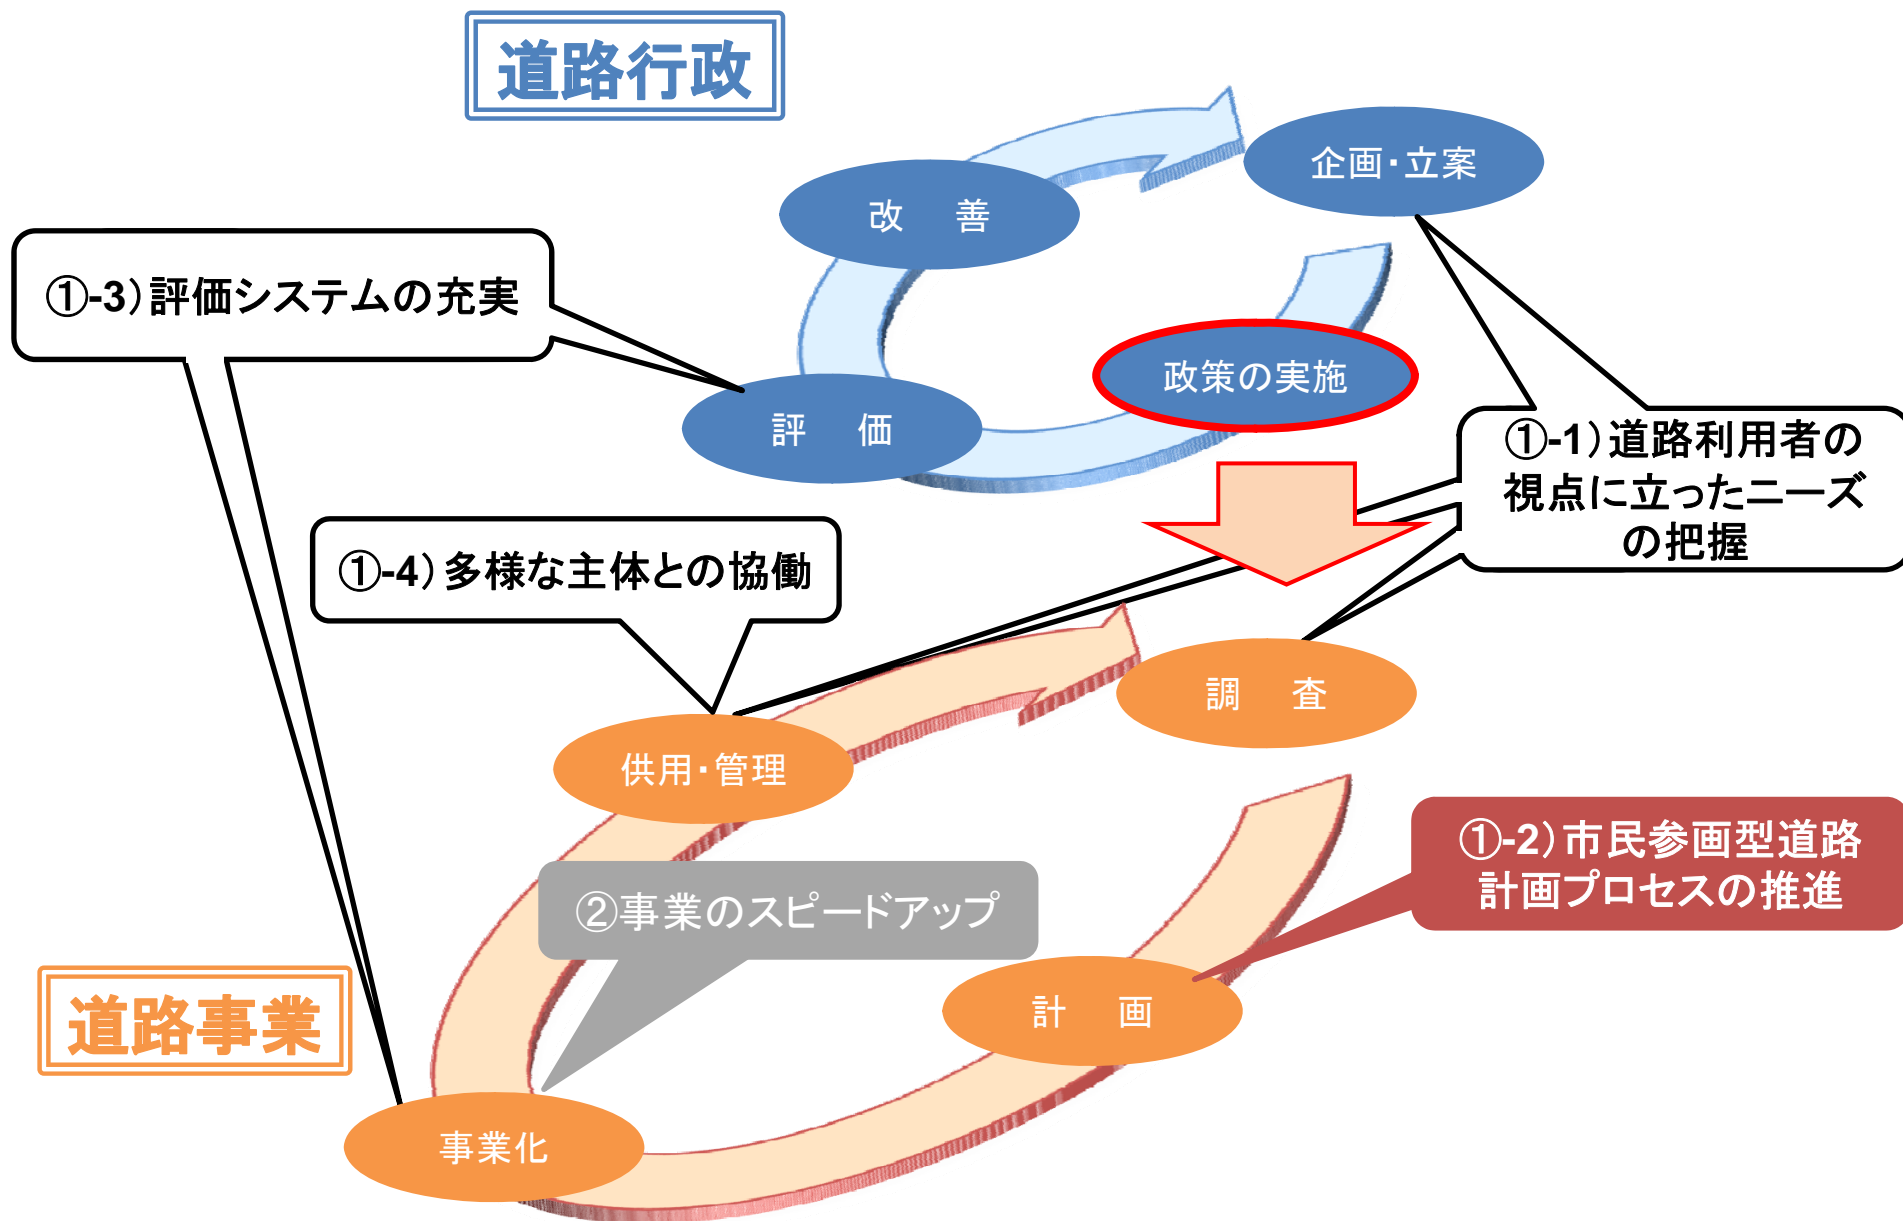 道路行政
企画・立案
改　善
①-3）評価システムの充実
政策の実施
評　価
①-1）道路利用者の
視点に立ったニーズ
の把握
①-4）多様な主体との協働
調　査
供用・管理
①-2）市民参画型道路
計画プロセスの推進
②事業のスピードアップ
道路事業
計　画
事業化